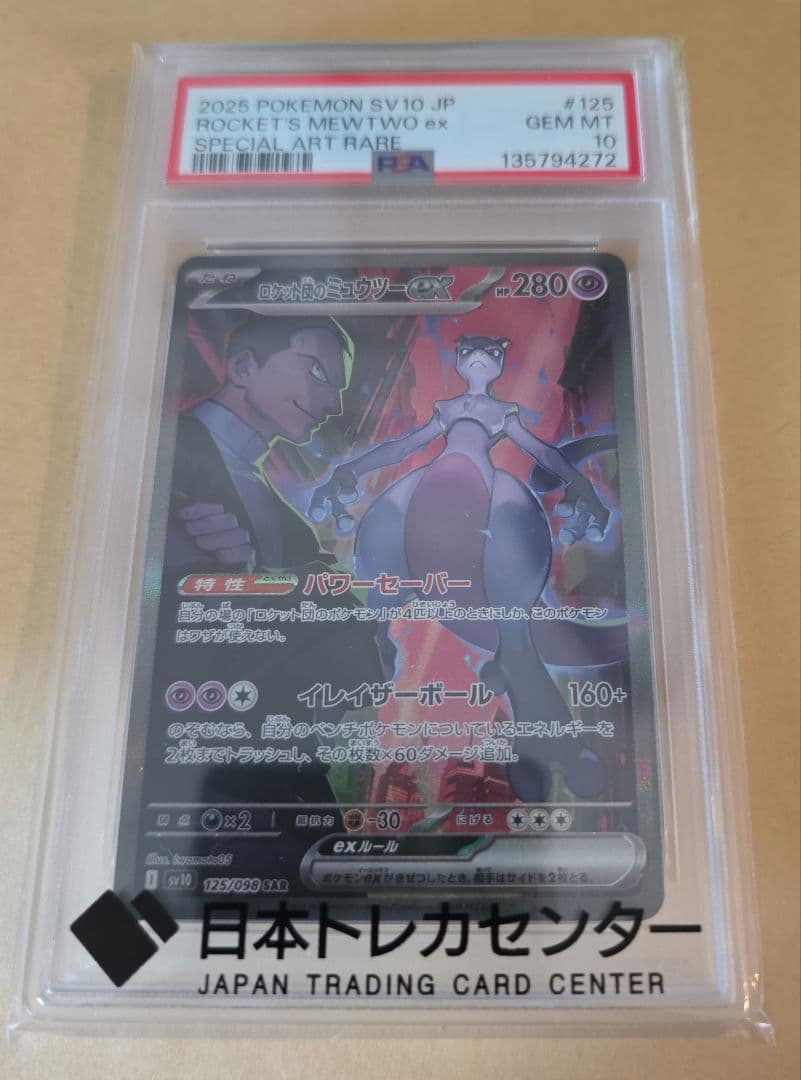 2025 POKEMON SV10 JP #125
ROCKET'S MEWTWO ex GEM MT
SPECIAL ART RARE 10
PSA 135794272
たね ロケット団のミュウツーex HP 280
特性 とくせい パワーセーバー
自分の場の「ロケット団のポケモン」が4匹以上のときにしか、このポケモン
はワザが使えない。
イレイザーボール 160+
のぞむなら、自分のベンチポケモンについているエネルギーを
2枚までトラッシュし、その枚数×60ダメージ追加。
弱点 ×2 抵抗力 -30 にげる
exルール
Illus. iwamoto05
ポケモンexがきぜつしたとき、相手はサイドを2枚とる。
I sv10 125/098 SAR
日本トレカセンター
JAPAN TRADING CARD CENTER